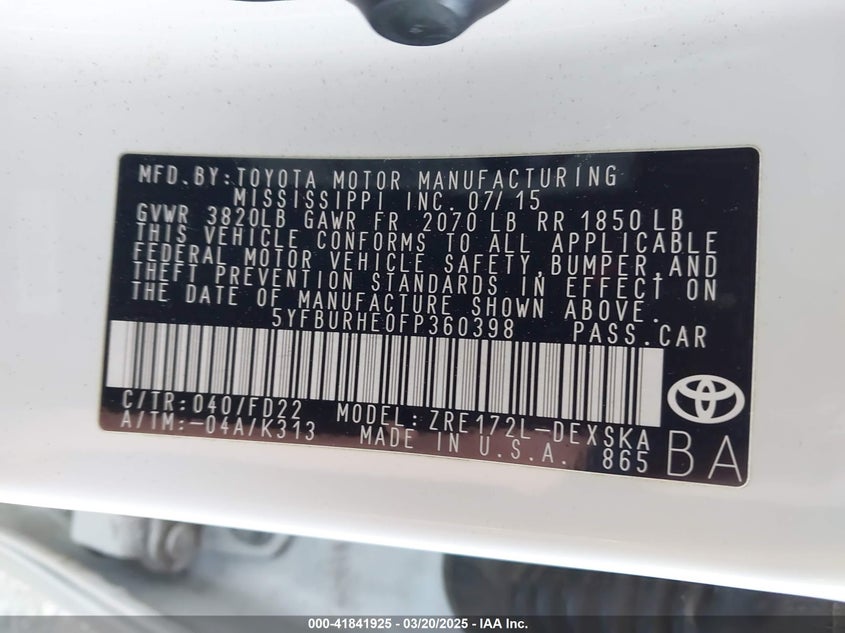 MFD.BY:TOYOTA MOTOR MANUFACTURING
MISSISSIPPI INC. 07/15
GVWR 3820LB GAWR FR 2070 LB RR 1850 LB
THIS VEHICLE CONFORMS TO ALL APPLICABLE
FEDERAL MOTOR VEHICLE SAFETY,BUMPER,AND
THEFT PREVENTION STANDARDS IN EFFECT ON
THE DATE OF MANUFACTURE SHOWN ABOVE.
5YFBURHE0FP360398 PASS.CAR
C/TR:040/FD22 MODEL:ZRE172L-DEXSKA
A/TM:-04A/K313 MADE IN U.S.A. 865 BA
000-41841925 - 03/20/2025 - IAA Inc.